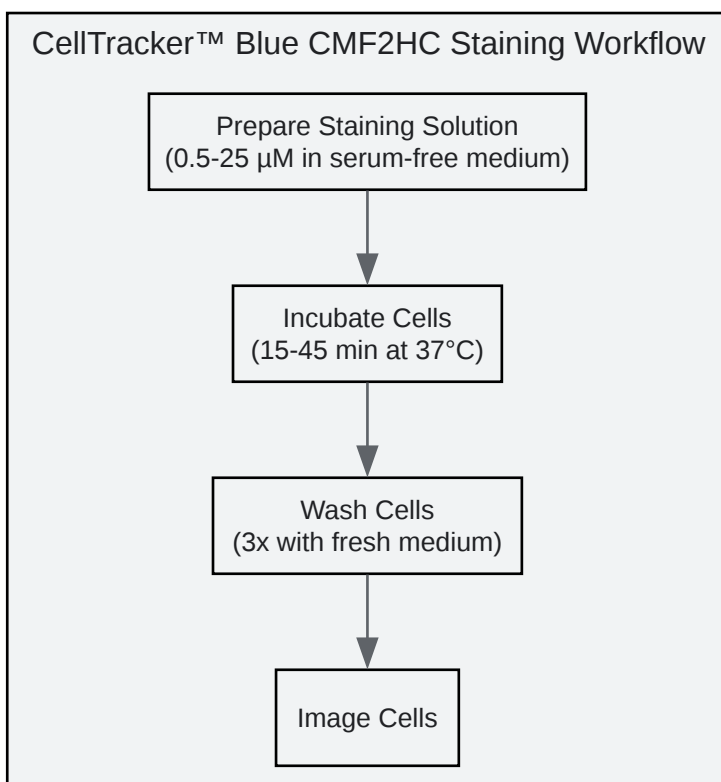 CellTracker™ Blue CMF2HC Staining Workflow
Prepare Staining Solution
(0.5-25 µM in serum-free medium)
Incubate Cells
(15-45 min at 37°C)
Wash Cells
(3x with fresh medium)
Image Cells